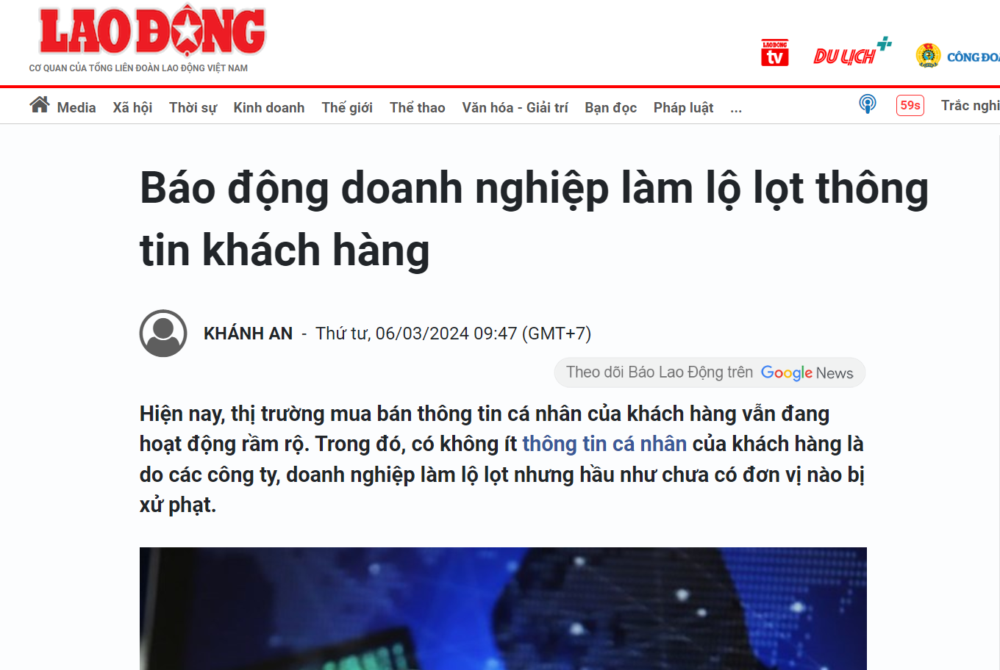 LAO ĐỘNG
CƠ QUAN CỦA TỔNG LIÊN ĐOÀN LAO ĐỘNG VIỆT NAM
LAO ĐỘNG
tv
DU LỊCH
Media Xã hội Thời sự Kinh doanh Thế giới Thể thao Văn hóa - Giải trí Bạn đọc Pháp luật ... 59s Trắc
Báo động doanh nghiệp làm lộ lọt thông
tin khách hàng
KHÁNH AN - Thứ tư, 06/03/2024 09:47 (GMT+7)
Theo dõi Báo Lao Động trên Google News
Hiện nay, thị trường mua bán thông tin cá nhân của khách hàng vẫn đang
hoạt động rầm rộ. Trong đó, có không ít thông tin cá nhân của khách hàng là
do các công ty, doanh nghiệp làm lộ lọt nhưng hầu như chưa có đơn vị nào bị
xử phạt.